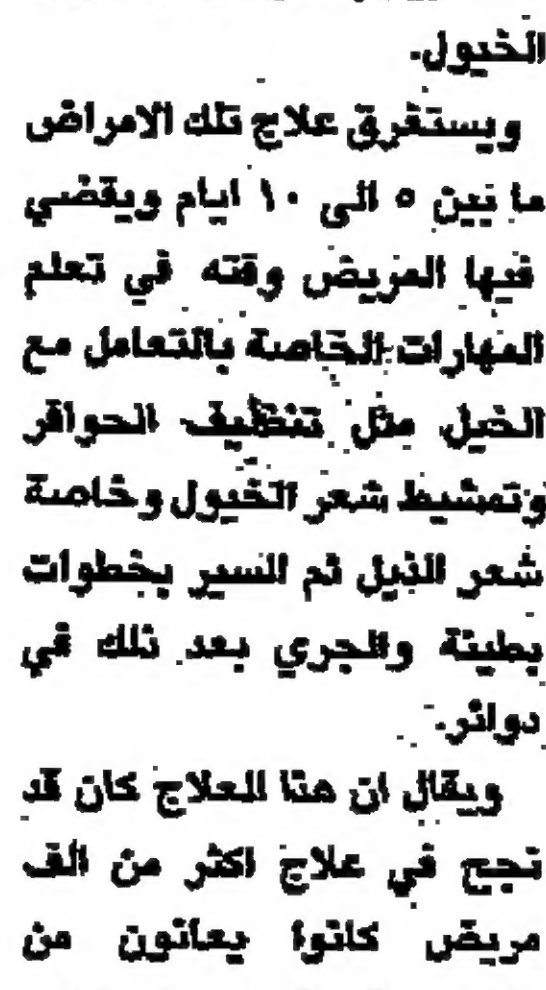 الخيول.
ويستغرق علاج تلك الامراض
ما بين ٥ الى ١٠ ايام ويقضي
فيها المريض وقته في تعلم
المهارات الخاصة بالتعامل مع
الخيل مثل تنظيف الحوافر
وتمشيط شعر الخيول وخاصة
شعر الذيل ثم السير بخطوات
بطيئة والجري بعد ذلك في
دوائر.
ويقال ان هذا العلاج كان قد
نجح في علاج اكثر من الف
مريض كانوا يعانون من